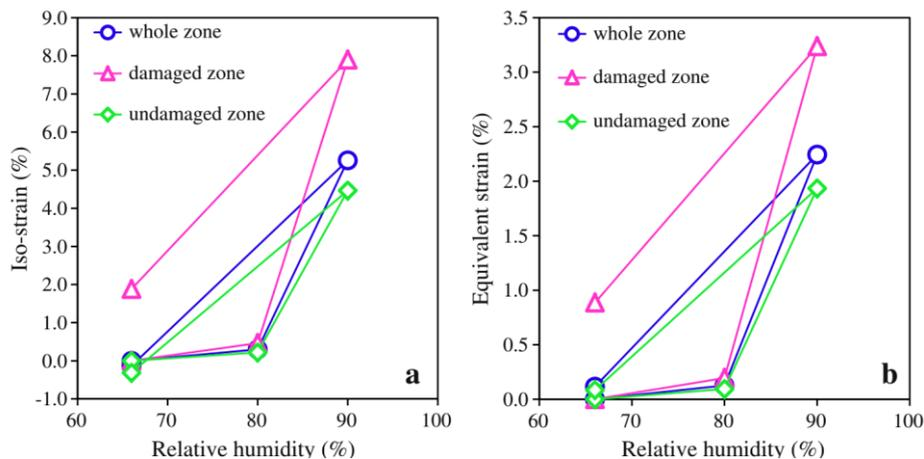 9.0
8.0
7.0
6.0
5.0
4.0
3.0
2.0
1.0
0.0
-1.0
Iso-strain (%)
whole zone
damaged zone
undamaged zone
a
60 70 80 90 100
Relative humidity (%)
3.5
3.0
2.5
2.0
1.5
1.0
0.5
0.0
Equivalent strain (%)
whole zone
damaged zone
undamaged zone
b
60 70 80 90 100
Relative humidity (%)